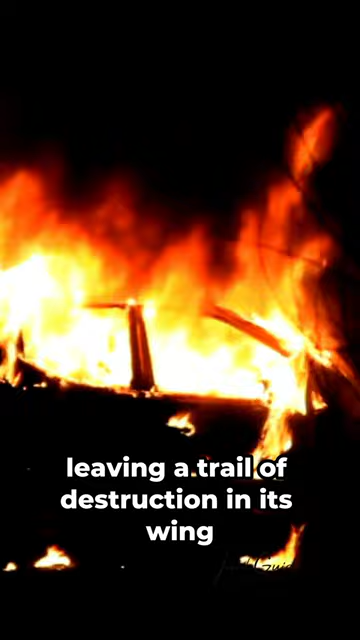 leaving a trail of
destruction in its
wing